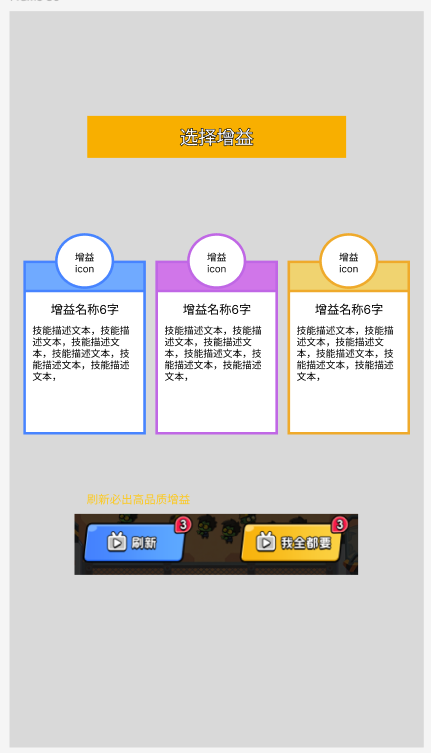 选择增益
增益
icon
增益
icon
增益
icon
增益名称6字
技能描述文本，技能描
述文本，技能描述文
本，技能描述文本，技
能描述文本，技能描述
文本，
增益名称6字
技能描述文本，技能描
述文本，技能描述文
本，技能描述文本，技
能描述文本，技能描述
文本，
增益名称6字
技能描述文本，技能描
述文本，技能描述文
本，技能描述文本，技
能描述文本，技能描述
文本，
刷新必出高品质增益
3
刷新
3
我全都要